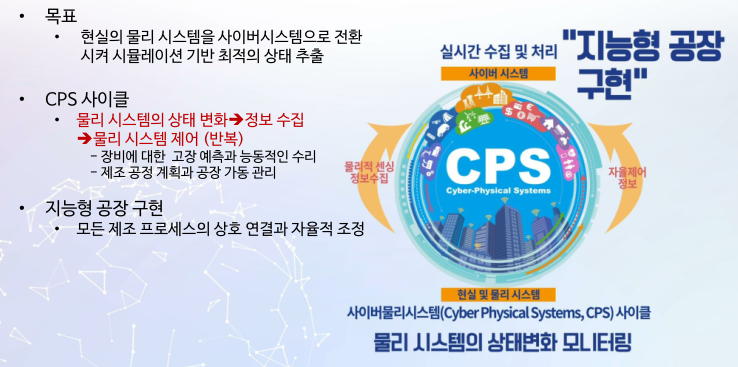 • 목표
• 현실의 물리 시스템을 사이버시스템으로 전환
시켜 시뮬레이션 기반 최적의 상태 추출
• CPS 사이클
• 물리 시스템의 상태 변화➔정보 수집
➔물리 시스템 제어 (반복)
– 장비에 대한 고장 예측과 능동적인 수리
– 제조 공정 계획과 공장 가동 관리
• 지능형 공장 구현
• 모든 제조 프로세스의 상호 연결과 자율적 조정
실시간 수집 및 처리
"지능형 공장
구현"
사이버 시스템
물리적 센싱
정보수집
CPS
Cyber-Physical Systems
자율제어
정보
현실 및 물리 시스템
사이버물리시스템(Cyber Physical Systems, CPS) 사이클
물리 시스템의 상태변화 모니터링